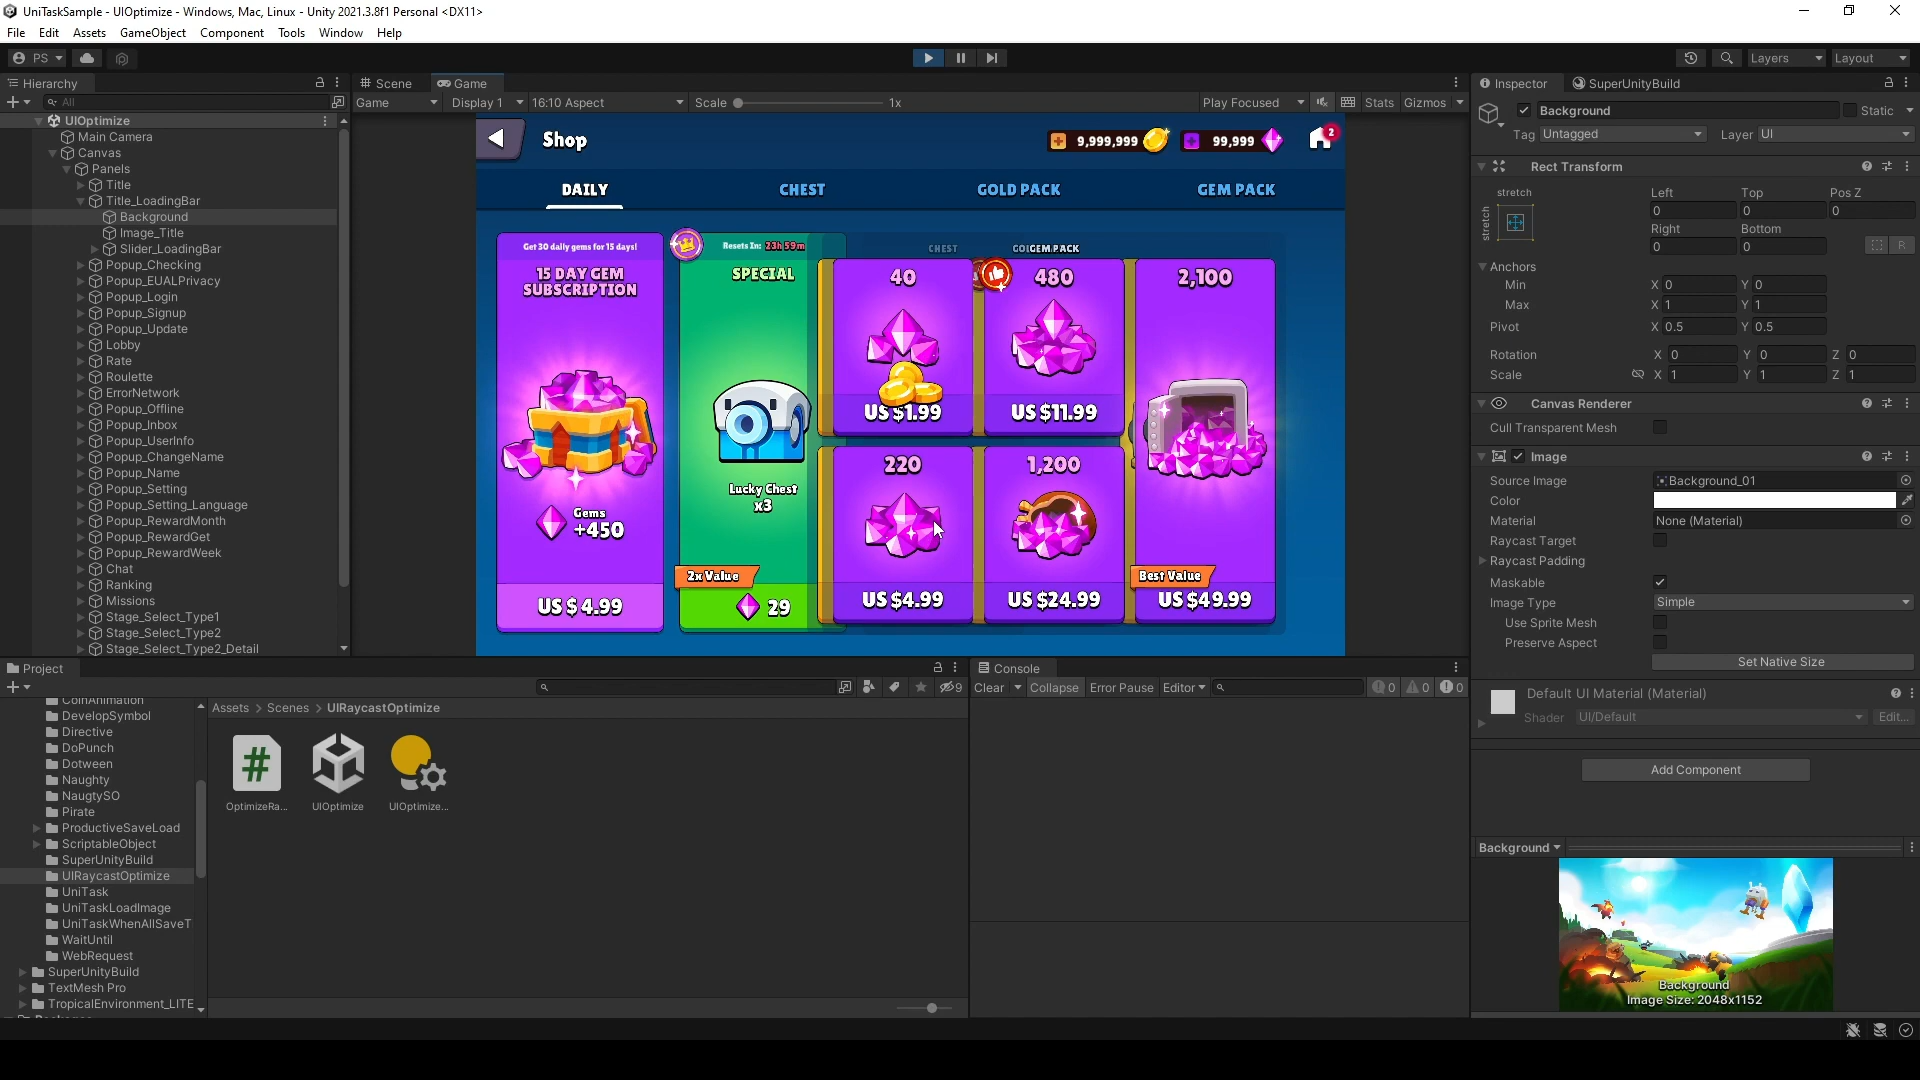 UniTaskSample - UIOptimize - Windows, Mac, Linux - Unity 2021.3.8f1 Personal <DX11>
File Edit Assets GameObject Component Tools Window Help
PS
Layers
Layout
Hierarchy
All
UIOptimize
Main Camera
Canvas
Panels
Title
Title_LoadingBar
Background
Image_Title
Slider_LoadingBar
Popup_Checking
Popup_EUALPrivacy
Popup_Login
Popup_Signup
Popup_Update
Lobby
Rate
Roulette
ErrorNetwork
Popup_Offline
Popup_Inbox
Popup_UserInfo
Popup_ChangeName
Popup_Name
Popup_Setting
Popup_Setting_Language
Popup_RewardMonth
Popup_RewardGet
Popup_RewardWeek
Chat
Ranking
Missions
Stage_Select_Type1
Stage_Select_Type2
Stage_Select_Type2_Detail
Scene Game
Game Display 1 16:10 Aspect Scale 1x Play Focused Stats Gizmos
Shop
9,999,999
99,999
2
DAILY CHEST GOLD PACK GEM PACK
Get 30 daily gems for 15 days!
15 DAY GEM
SUBSCRIPTION
Gems
+450
US $ 4.99
Resets In: 23h 59m
SPECIAL
Lucky Chest
x3
2x Value
29
CHEST
GEM PACK
40
US $1.99
480
US $11.99
220
US $4.99
1,200
US $24.99
2,100
Best Value
US $49.99
Inspector SuperUnityBuild
Background Static
Tag Untagged Layer UI
Rect Transform
stretch
stretch
Left Top Pos Z
0 0 0
Right Bottom
0 0
R
Anchors
Min X 0 Y 0
Max X 1 Y 1
Pivot X 0.5 Y 0.5
Rotation X 0 Y 0 Z 0
Scale X 1 Y 1 Z 1
Canvas Renderer
Cull Transparent Mesh
Image
Source Image Background_01
Color
Material None (Material)
Raycast Target
Raycast Padding
Maskable
Image Type Simple
Use Sprite Mesh
Preserve Aspect
Set Native Size
Default UI Material (Material)
Shader UI/Default Edit...
Add Component
Background
Background
Image Size: 2048x1152
Project
9
CoinAnimation
DevelopSymbol
Directive
DoPunch
Dotween
Naughty
NaugtySO
Pirate
ProductiveSaveLoad
ScriptableObject
SuperUnityBuild
UIRaycastOptimize
UniTask
UniTaskLoadImage
UniTaskWhenAllSaveT
WaitUntil
WebRequest
SuperUnityBuild
TextMesh Pro
TropicalEnvironment_LITE
Assets > Scenes > UIRaycastOptimize
#
OptimizeRa...
UIOptimize
UIOptimize...
Console
Clear Collapse Error Pause Editor 0 0 0